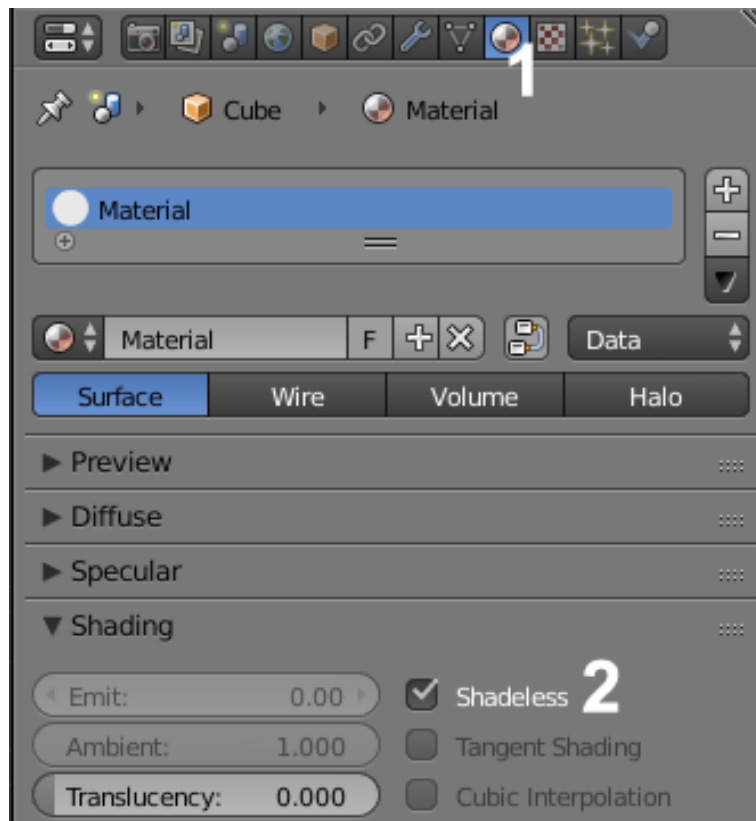 1
Cube Material
Material
Material F Data
Surface Wire Volume Halo
Preview
Diffuse
Specular
Shading
Emit: 0.00 Shadeless 2
Ambient: 1.000 Tangent Shading
Translucency: 0.000 Cubic Interpolation